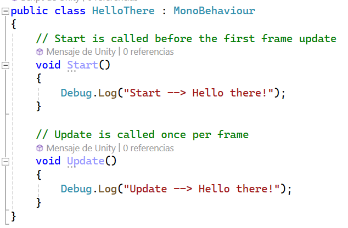 public class HelloThere : MonoBehaviour
{
// Start is called before the first frame update
Mensaje de Unity | 0 referencias
void Start()
{
Debug.Log("Start --> Hello there!");
}
// Update is called once per frame
Mensaje de Unity | 0 referencias
void Update()
{
Debug.Log("Update --> Hello there!");
}
}